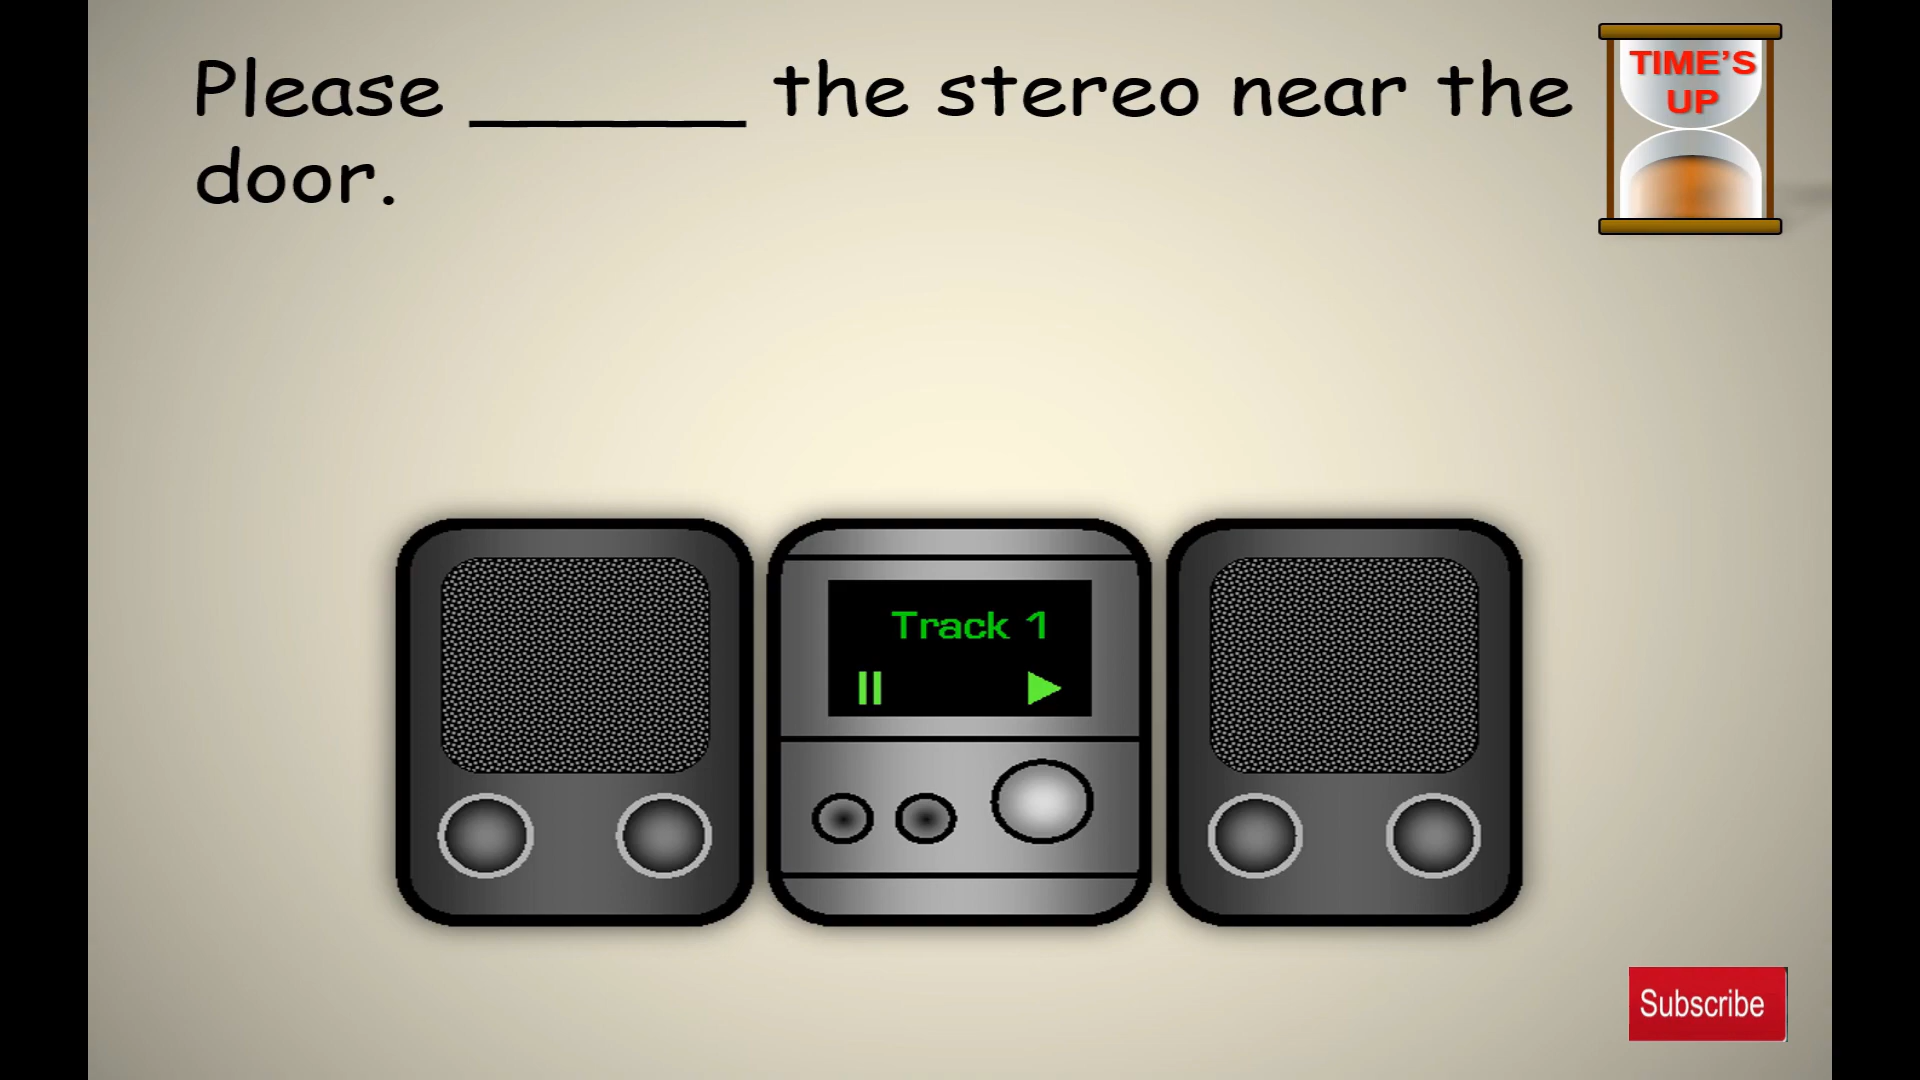 Please ______ the stereo near the
door.
TIME'S
UP
Track 1
Subscribe